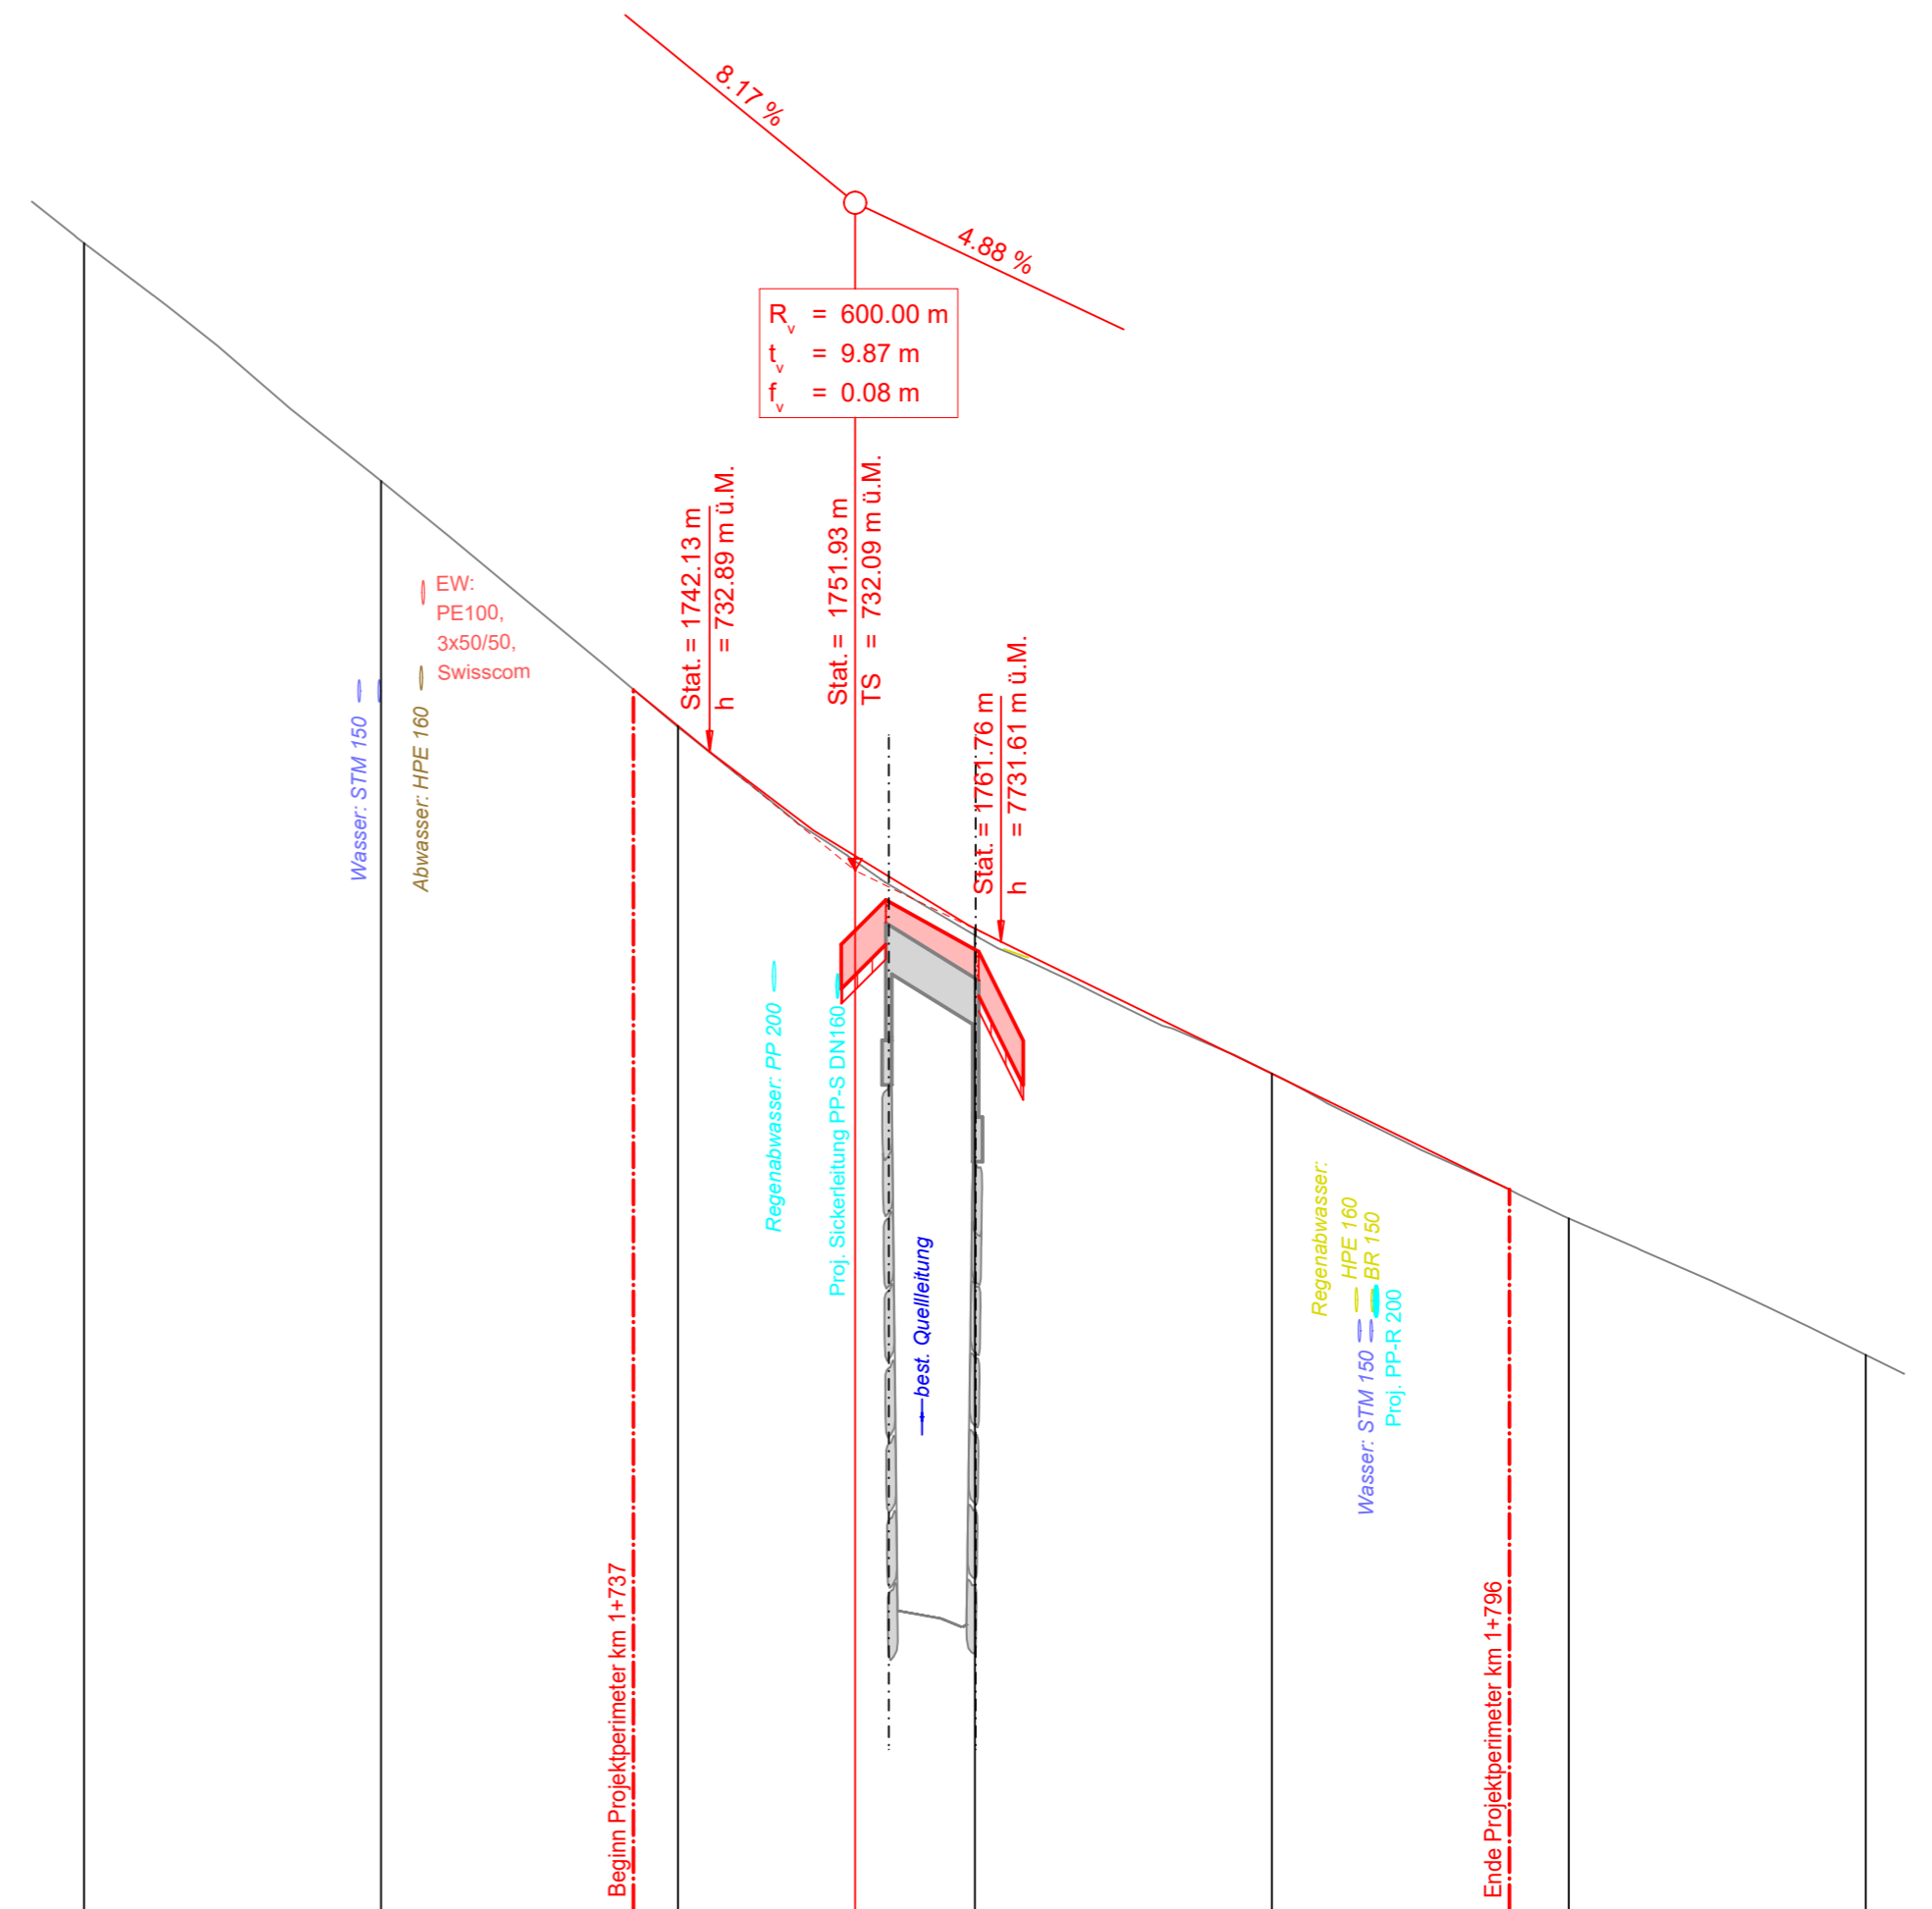 8.17 %
4.88 %
Rv = 600.00 m
tv = 9.87 m
fv = 0.08 m
Stat. = 1742.13 m
h = 732.89 m ü.M.
Stat. = 1751.93 m
TS = 732.09 m ü.M.
Stat. = 1761.76 m
h = 7731.61 m ü.M.
EW:
PE100,
3x50/50,
Swisscom
Wasser: STM 150
Abwasser: HPE 160
Regenabwasser: PP 200
Proj. Sickerleitung PP-S DN160
best. Quellleitung
Regenabwasser:
HPE 160
BR 150
Wasser: STM 150
Proj. PP-R 200
Beginn Projektperimeter km 1+737
Ende Projektperimeter km 1+796